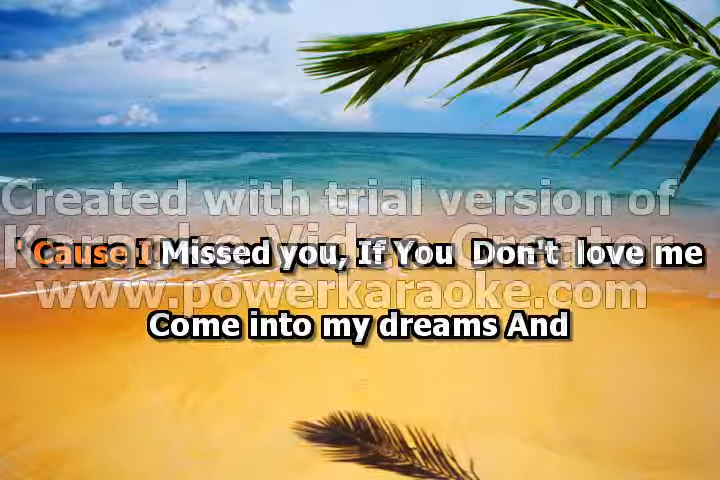 Created with trial version of
Karaoke Video Creator
' Cause I Missed you, If You Don't love me
www.powerkaraoke.com
Come into my dreams And